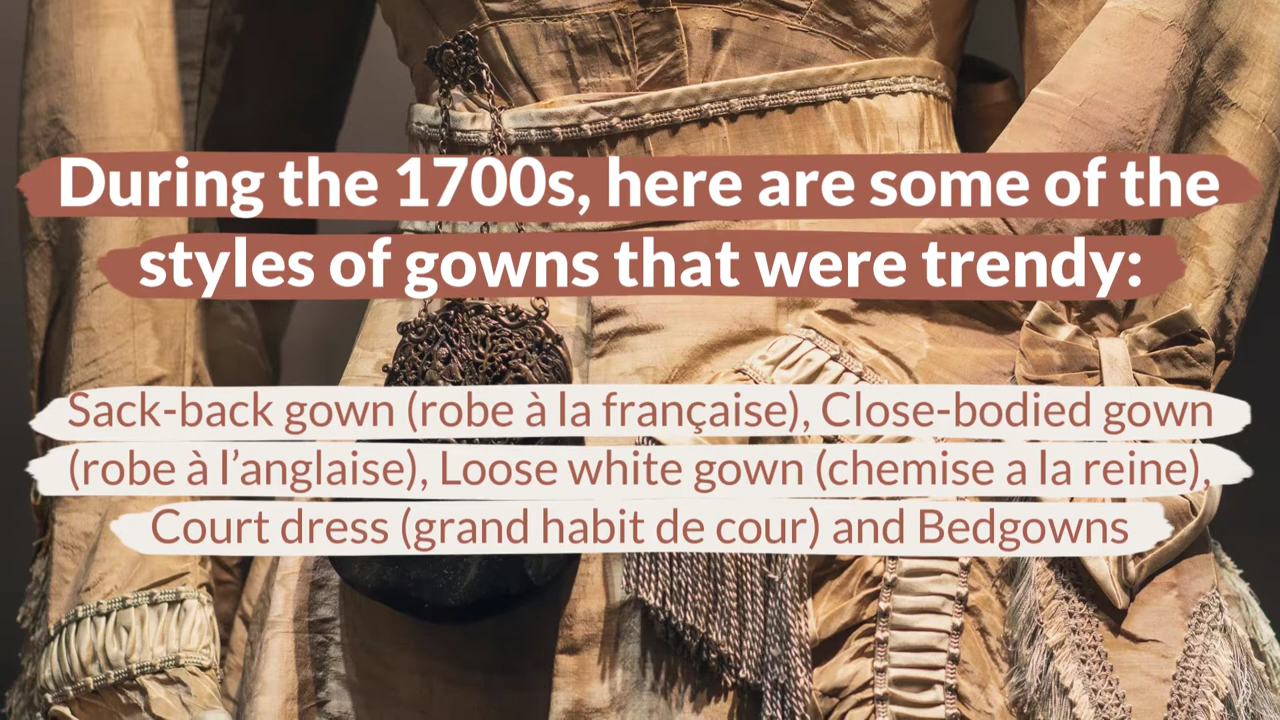 During the 1700s, here are some of the
styles of gowns that were trendy:
Sack-back gown (robe à la française), Close-bodied gown
(robe à l’anglaise), Loose white gown (chemise a la reine),
Court dress (grand habit de cour) and Bedgowns